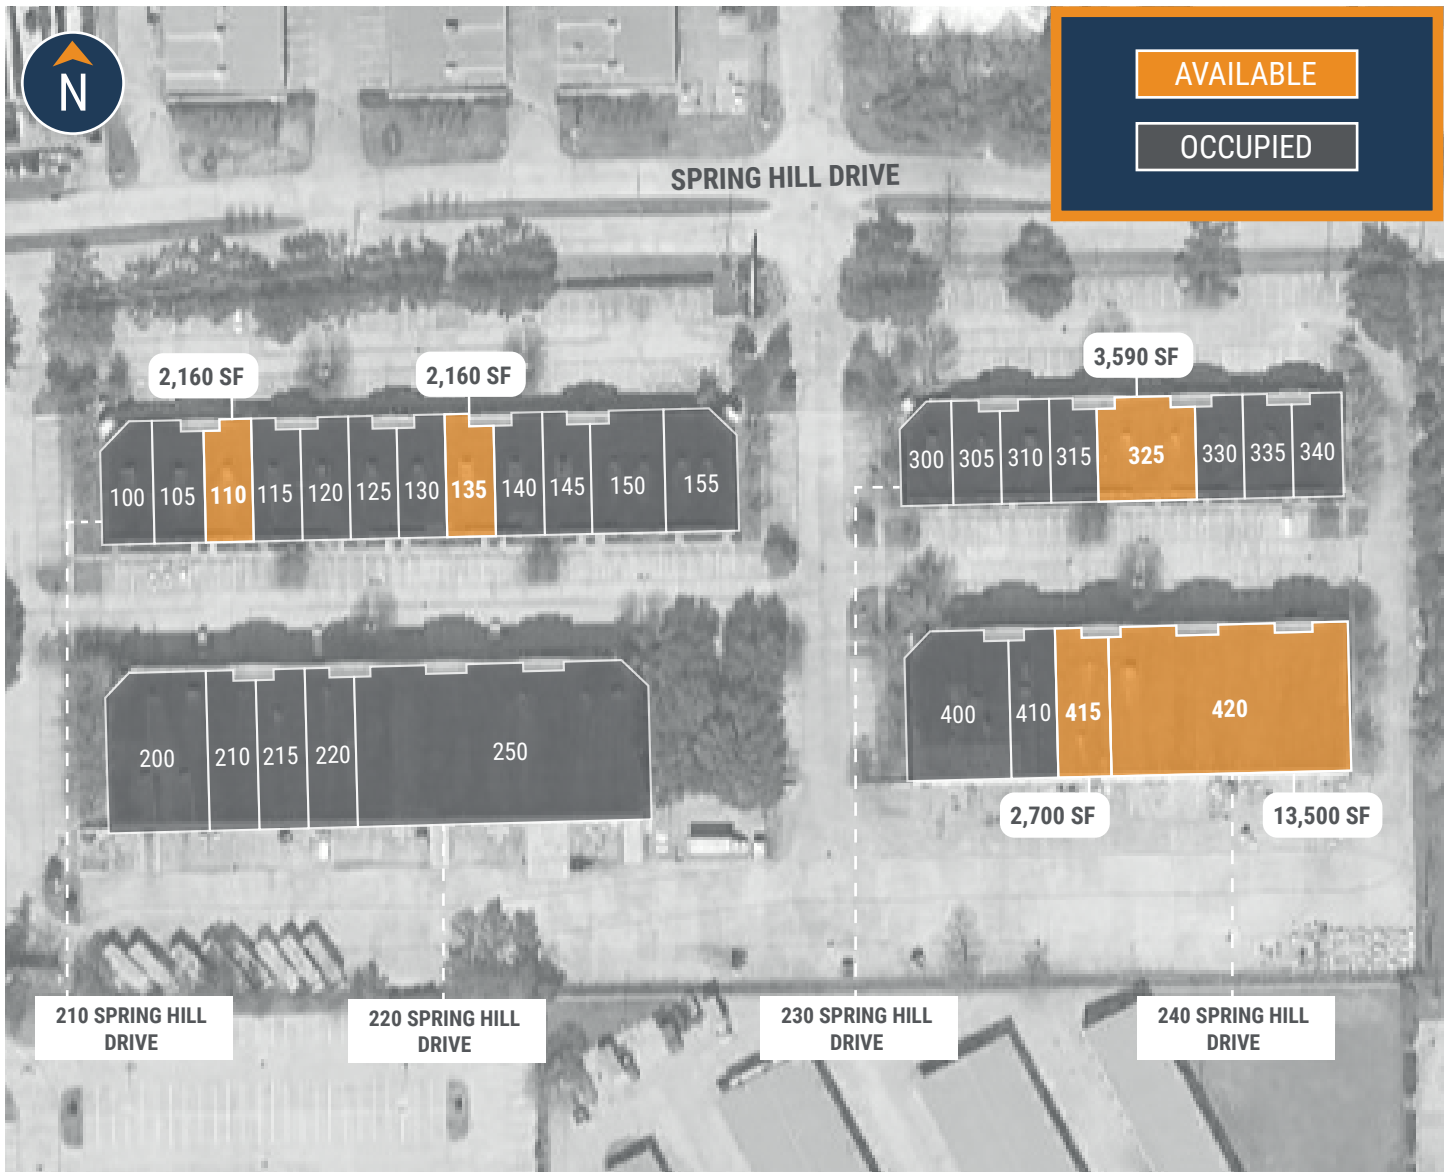 N
AVAILABLE
OCCUPIED
SPRING HILL DRIVE
2,160 SF
2,160 SF
3,590 SF
100
105
110
115
120
125
130
135
140
145
150
155
300
305
310
315
325
330
335
340
200
210
215
220
250
400
410
415
420
2,700 SF
13,500 SF
210 SPRING HILL
DRIVE
220 SPRING HILL
DRIVE
230 SPRING HILL
DRIVE
240 SPRING HILL
DRIVE